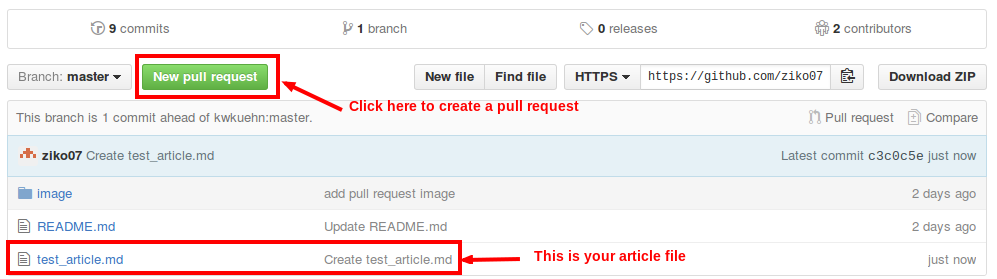 9 commits 1 branch 0 releases 2 contributors
Branch: master New pull request New file Find file HTTPS https://github.com/ziko07 Download ZIP
Click here to create a pull request
This branch is 1 commit ahead of kwkuehn:master. Pull request Compare
ziko07 Create test_article.md Latest commit c3c0c5e just now
image add pull request image 2 days ago
README.md Update README.md 2 days ago
test_article.md Create test_article.md This is your article file just now